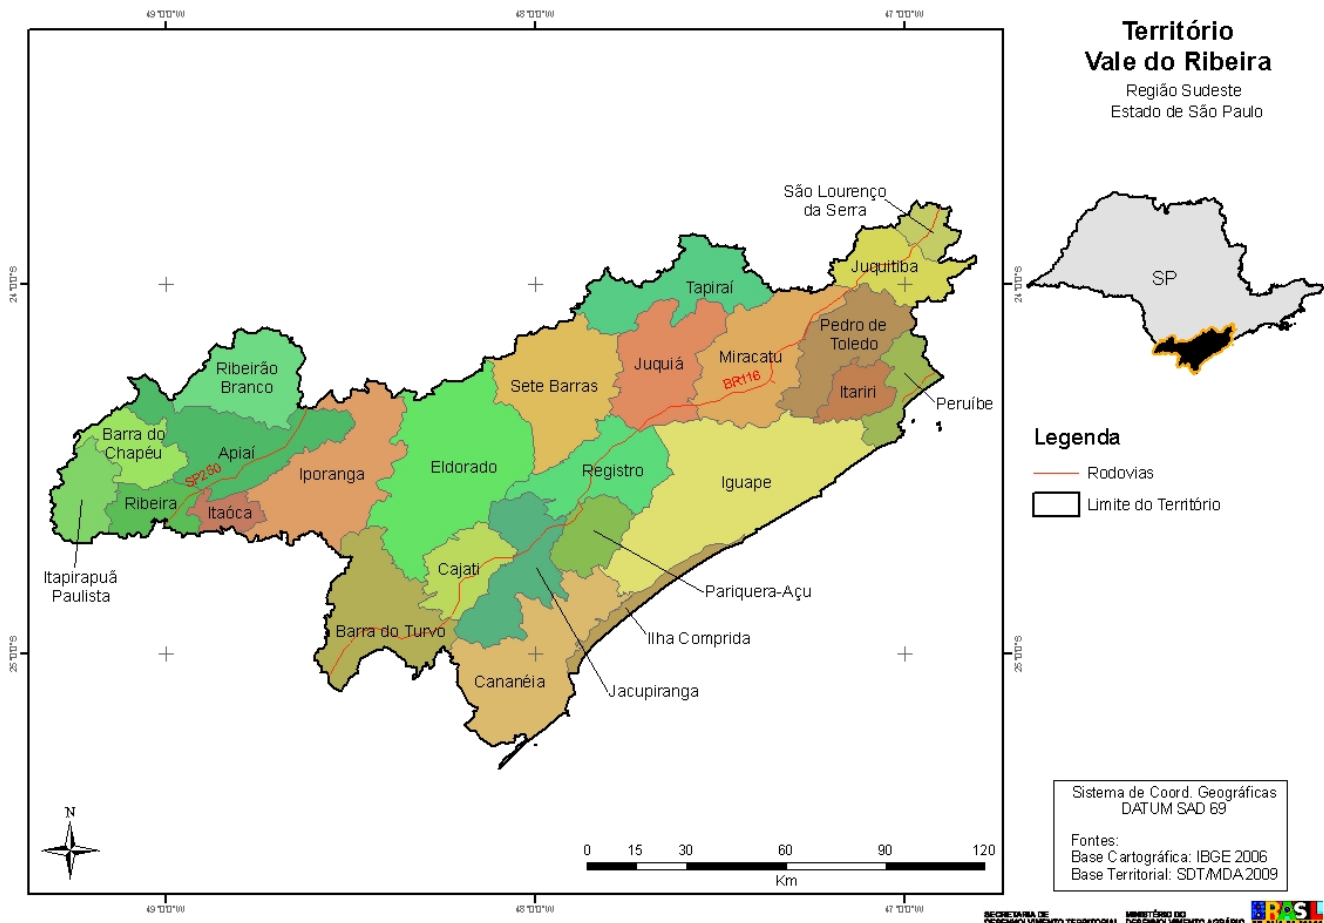 49°0'0"W
48°0'0"W
47°0'0"W
Território
Vale do Ribeira
Região Sudeste
Estado de São Paulo
São Lourenço
da Serra
Juquitiba
Tapiraí
24°0'0"S
24°0'0"S
SP
Pedro de
Toledo
Ribeirão
Branco
Juquiá
Miracatu
BR116
Sete Barras
Itariri
Peruíbe
Barra do
Chapéu
Apiaí
Legenda
Rodovias
Limite do Território
Eldorado
Registro
Iporanga
Iguape
SP250
Ribeira
Itaóca
Itapirapuã
Paulista
Cajati
Pariquera-Açu
Barra do Turvo
Ilha Comprida
25°0'0"S
25°0'0"S
Cananéia
Jacupiranga
N
0 15 30 60 90 120
Km
Sistema de Coord. Geográficas
DATUM SAD 69
Fontes:
Base Cartográfica: IBGE 2006
Base Territorial: SDT/MDA 2009
49°0'0"W
48°0'0"W
47°0'0"W
SECRETARIA DE
DESENVOLVIMENTO TERRITORIAL
MINISTÉRIO DO
DESENVOLVIMENTO AGRÁRIO
BRASIL